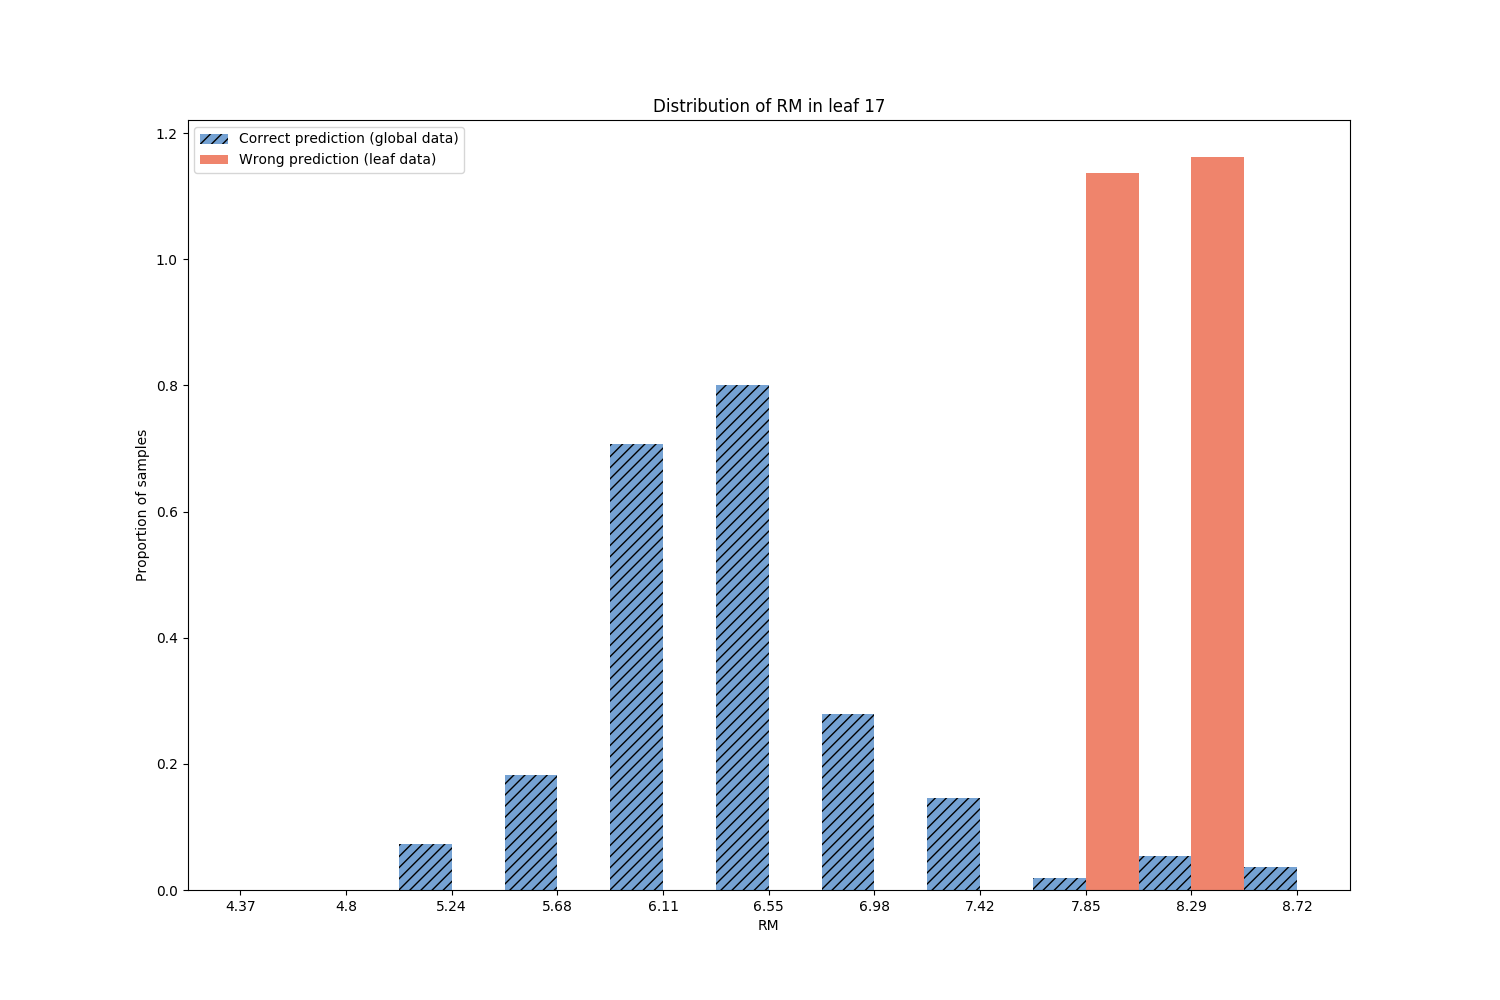 Distribution of RM in leaf 17
Correct prediction (global data)
Wrong prediction (leaf data)
1.2
1.0
0.8
0.6
0.4
0.2
0.0
Proportion of samples
4.37 4.8 5.24 5.68 6.11 6.55 6.98 7.42 7.85 8.29 8.72
RM